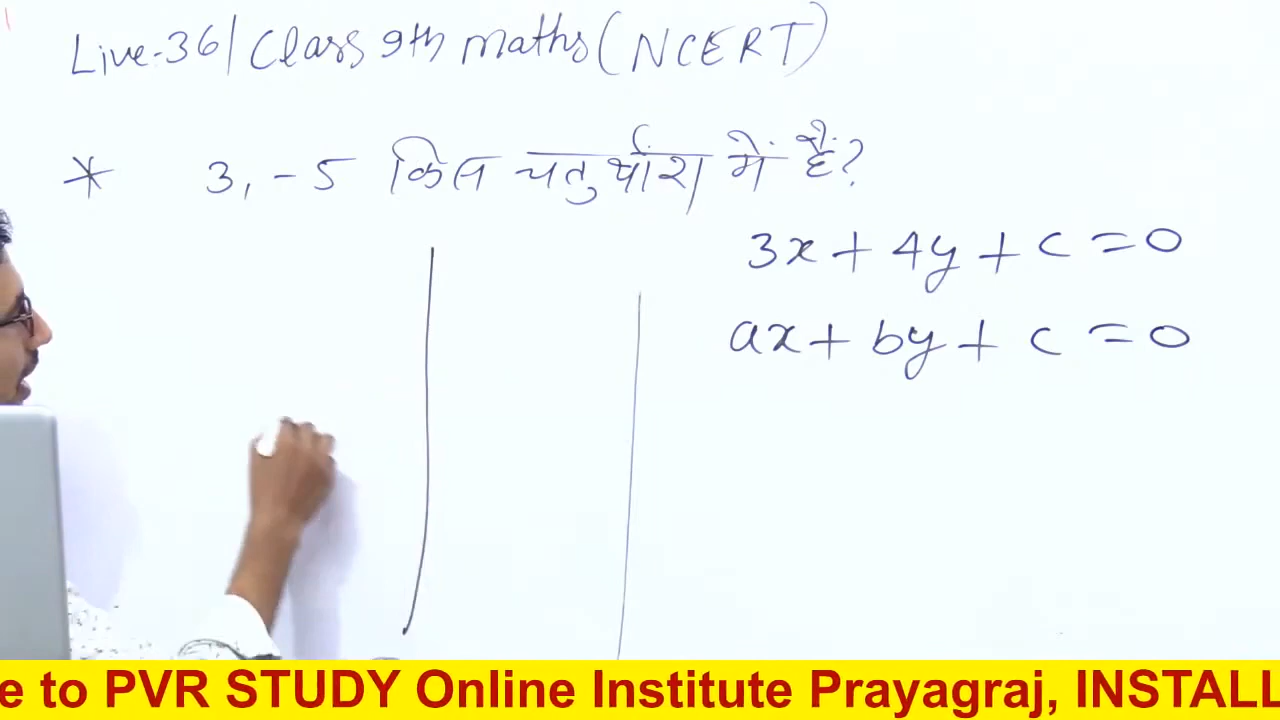 Live-36/ Class 9th maths (NCERT)
* 3, -5 किस चतुर्थांश में हैं?
3x + 4y + c = 0
ax + by + c = 0
e to PVR STUDY Online Institute Prayagraj, INSTALL